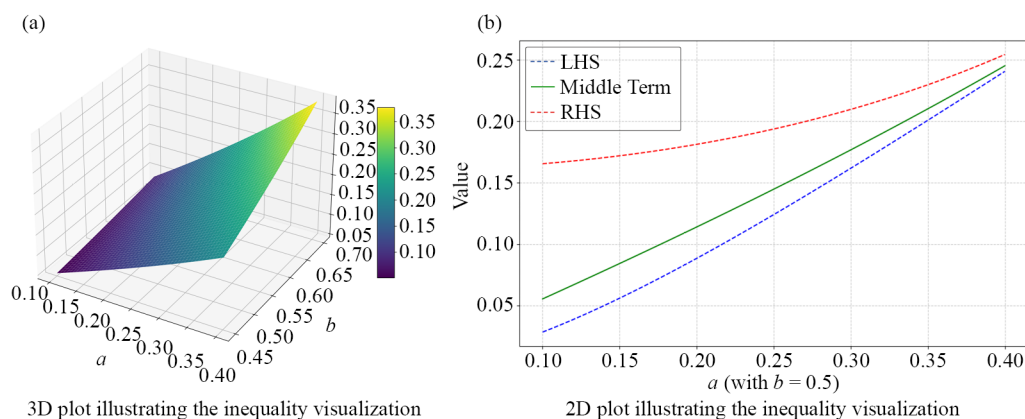 (a)
0.35
0.30
0.25
0.20
0.15
0.10
0.05
0.35
0.30
0.25
0.20
0.15
0.10
0.70
0.65
0.60
0.55
0.50
0.45
b
0.10
0.15
0.20
0.25
0.30
0.35
0.40
a
3D plot illustrating the inequality visualization
(b)
LHS
Middle Term
RHS
Value
0.25
0.20
0.15
0.10
0.05
0.10 0.15 0.20 0.25 0.30 0.35 0.40
a (with b = 0.5)
2D plot illustrating the inequality visualization